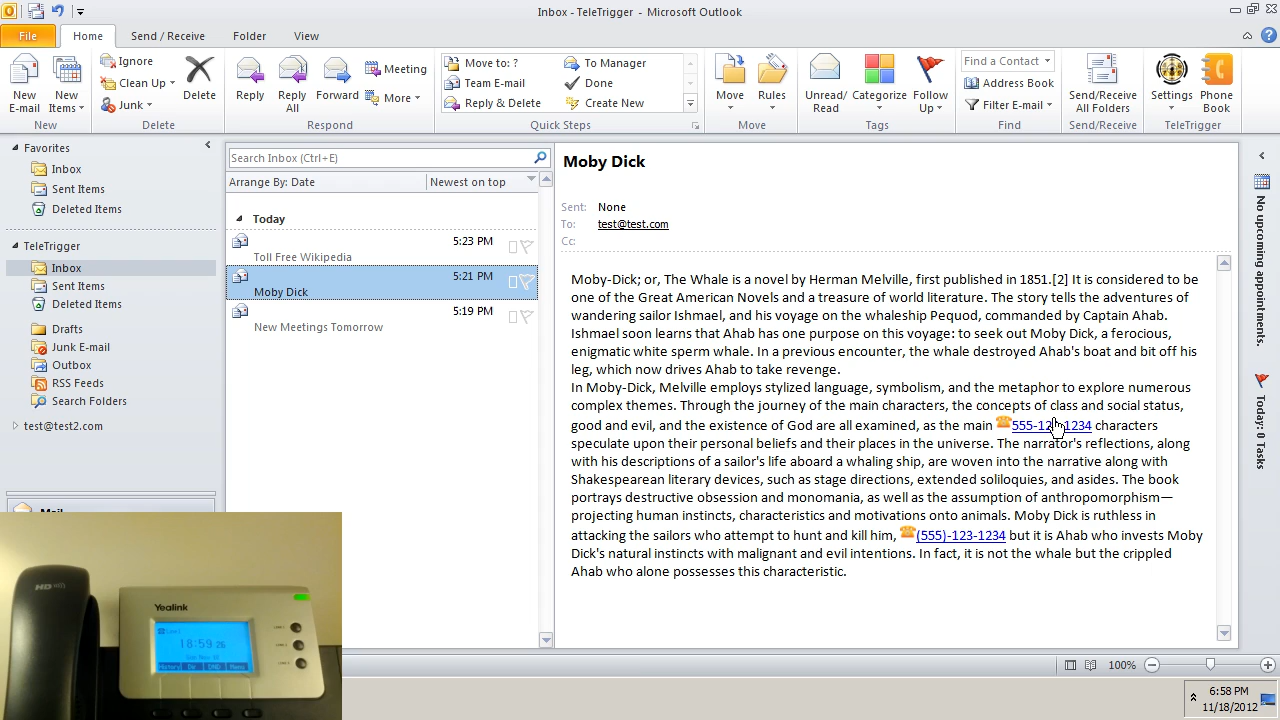 Inbox - TeleTrigger - Microsoft Outlook
File Home Send / Receive Folder View
New E-mail
New Items
New
Ignore
Clean Up
Junk
Delete
Delete
Reply
Reply All
Forward
Meeting
More
Respond
Move to: ?
Team E-mail
Reply & Delete
To Manager
Done
Create New
Quick Steps
Move
Rules
Move
Unread/ Read
Categorize
Follow Up
Tags
Find a Contact
Address Book
Filter E-mail
Find
Send/Receive All Folders
Send/Receive
Settings
Phone Book
TeleTrigger
Favorites
Inbox
Sent Items
Deleted Items
TeleTrigger
Inbox
Sent Items
Deleted Items
Drafts
Junk E-mail
Outbox
RSS Feeds
Search Folders
test@test2.com
Mail
Search Inbox (Ctrl+E)
Arrange By: Date Newest on top
Today
5:23 PM
Toll Free Wikipedia
5:21 PM
Moby Dick
5:19 PM
New Meetings Tomorrow
Moby Dick
Sent: None
To: test@test.com
Cc:
Moby-Dick; or, The Whale is a novel by Herman Melville, first published in 1851.[2] It is considered to be
one of the Great American Novels and a treasure of world literature. The story tells the adventures of
wandering sailor Ishmael, and his voyage on the whaleship Pequod, commanded by Captain Ahab.
Ishmael soon learns that Ahab has one purpose on this voyage: to seek out Moby Dick, a ferocious,
enigmatic white sperm whale. In a previous encounter, the whale destroyed Ahab's boat and bit off his
leg, which now drives Ahab to take revenge.
In Moby-Dick, Melville employs stylized language, symbolism, and the metaphor to explore numerous
complex themes. Through the journey of the main characters, the concepts of class and social status,
good and evil, and the existence of God are all examined, as the main 555-123-1234 characters
speculate upon their personal beliefs and their places in the universe. The narrator's reflections, along
with his descriptions of a sailor's life aboard a whaling ship, are woven into the narrative along with
Shakespearean literary devices, such as stage directions, extended soliloquies, and asides. The book
portrays destructive obsession and monomania, as well as the assumption of anthropomorphism—
projecting human instincts, characteristics and motivations onto animals. Moby Dick is ruthless in
attacking the sailors who attempt to hunt and kill him, (555)-123-1234 but it is Ahab who invests Moby
Dick's natural instincts with malignant and evil intentions. In fact, it is not the whale but the crippled
Ahab who alone possesses this characteristic.
No upcoming appointments.
Today: 0 Tasks
100%
6:58 PM
11/18/2012
HD
Yealink
18:59 26
History Dir DND Menu